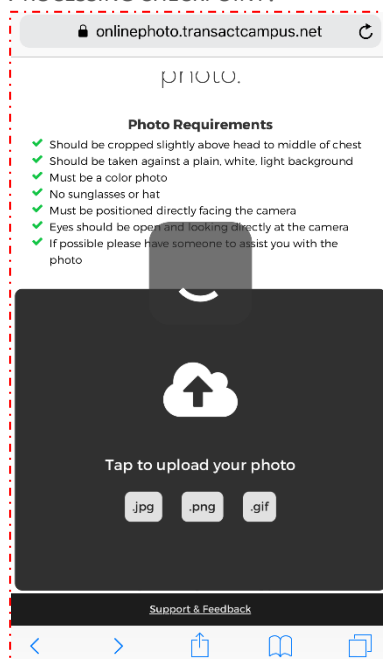 onlinephoto.transactcampus.net
photo.
Photo Requirements
Should be cropped slightly above head to middle of chest
Should be taken against a plain, white, light background
Must be a color photo
No sunglasses or hat
Must be positioned directly facing the camera
Eyes should be open and looking directly at the camera
If possible please have someone to assist you with the
photo
Tap to upload your photo
.jpg .png .gif
Support & Feedback